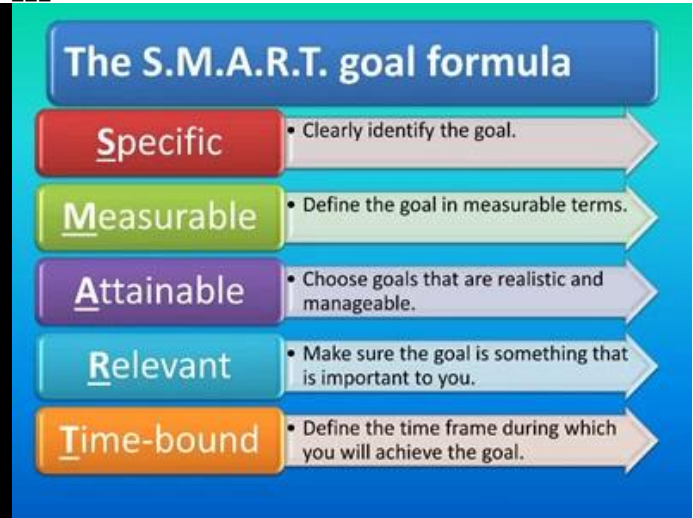 The S.M.A.R.T. goal formula
Specific
• Clearly identify the goal.
Measurable
• Define the goal in measurable terms.
Attainable
• Choose goals that are realistic and
manageable.
Relevant
• Make sure the goal is something that
is important to you.
Time-bound
• Define the time frame during which
you will achieve the goal.